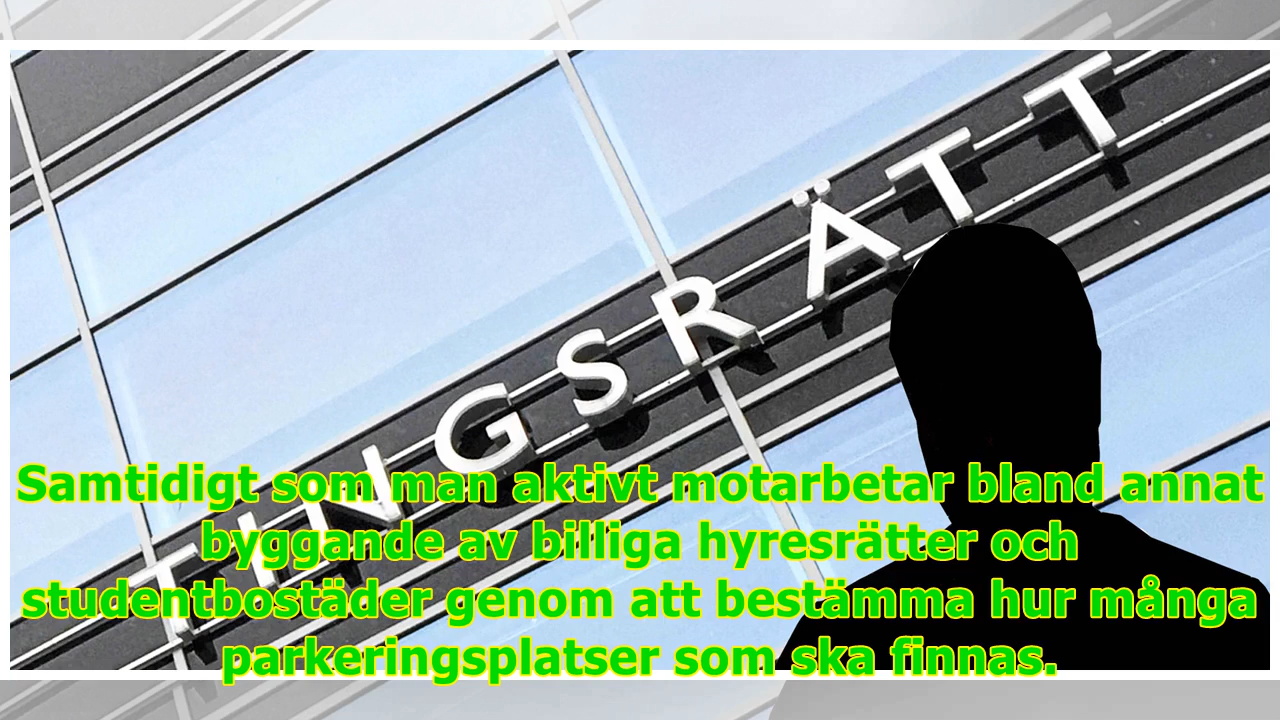 TINGSRÄTT
Samtidigt som man aktivt motarbetar bland annat
byggande av billiga hyresrätter och
studentbostäder genom att bestämma hur många
parkeringsplatser som ska finnas.